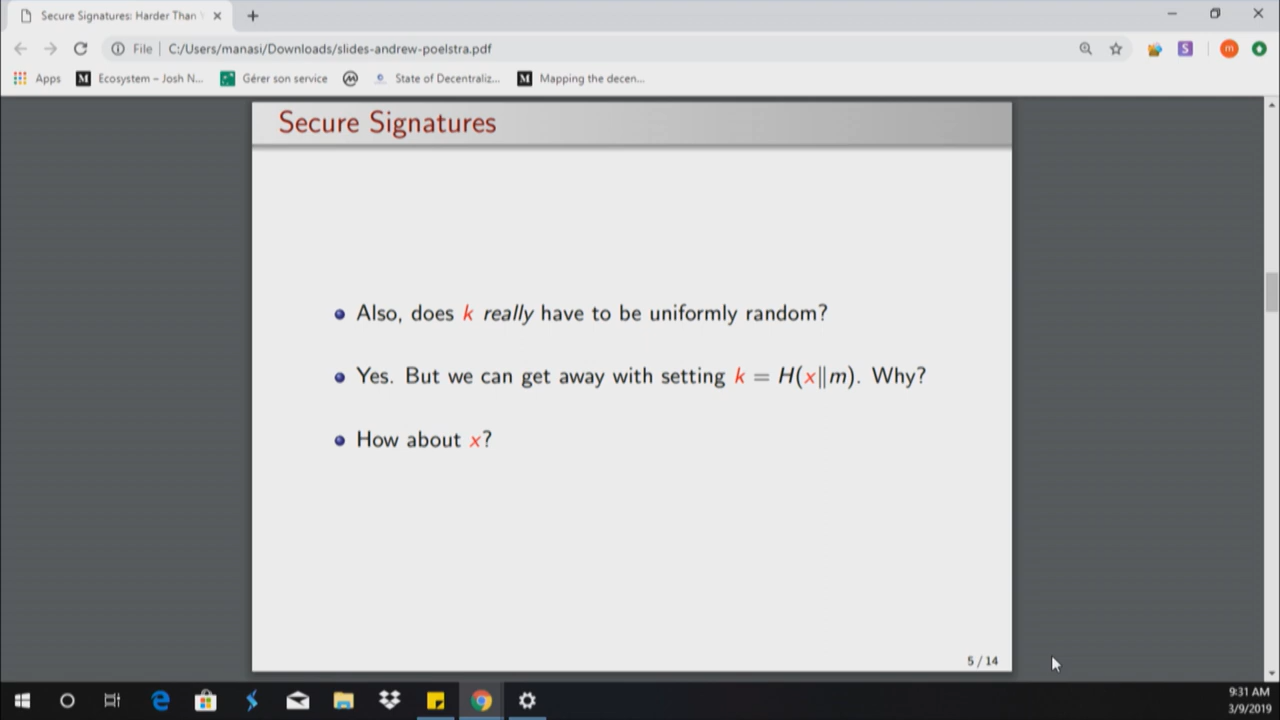 Secure Signatures: Harder Than
File C:/Users/manasi/Downloads/slides-andrew-poelstra.pdf
S
m
Apps M Ecosystem – Josh N... Gérer son service State of Decentraliz... M Mapping the decen...
Secure Signatures
Also, does k really have to be uniformly random?
Yes. But we can get away with setting k = H(x‖m). Why?
How about x?
5 / 14
9:31 AM
3/9/2019